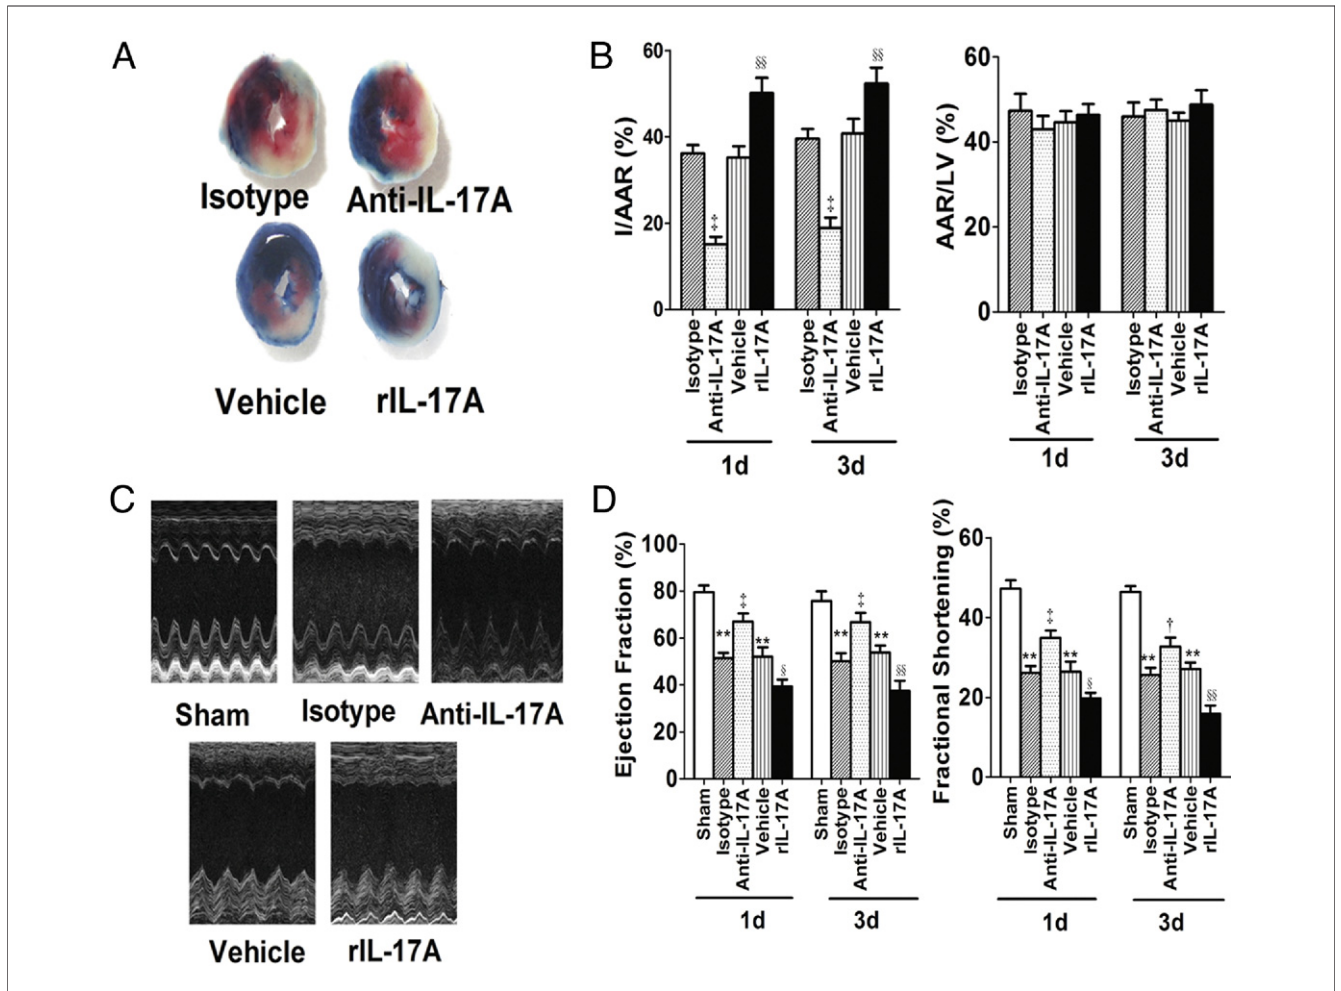 A
Isotype
Anti-IL-17A
Vehicle
rIL-17A
B
I/AAR (%)
60
40
20
0
Isotype
Anti-IL-17A
Vehicle
rIL-17A
Isotype
Anti-IL-17A
Vehicle
rIL-17A
1d
3d
‡
§§
‡
§§
AAR/LV (%)
60
40
20
0
Isotype
Anti-IL-17A
Vehicle
rIL-17A
Isotype
Anti-IL-17A
Vehicle
rIL-17A
1d
3d
C
Sham
Isotype
Anti-IL-17A
Vehicle
rIL-17A
D
Ejection Fraction (%)
100
80
60
40
20
0
**
‡
**
§
**
‡
**
§§
Sham
Isotype
Anti-IL-17A
Vehicle
rIL-17A
Sham
Isotype
Anti-IL-17A
Vehicle
rIL-17A
1d
3d
Fractional Shortening (%)
60
40
20
0
**
‡
**
§
**
†
**
§§
Sham
Isotype
Anti-IL-17A
Vehicle
rIL-17A
Sham
Isotype
Anti-IL-17A
Vehicle
rIL-17A
1d
3d